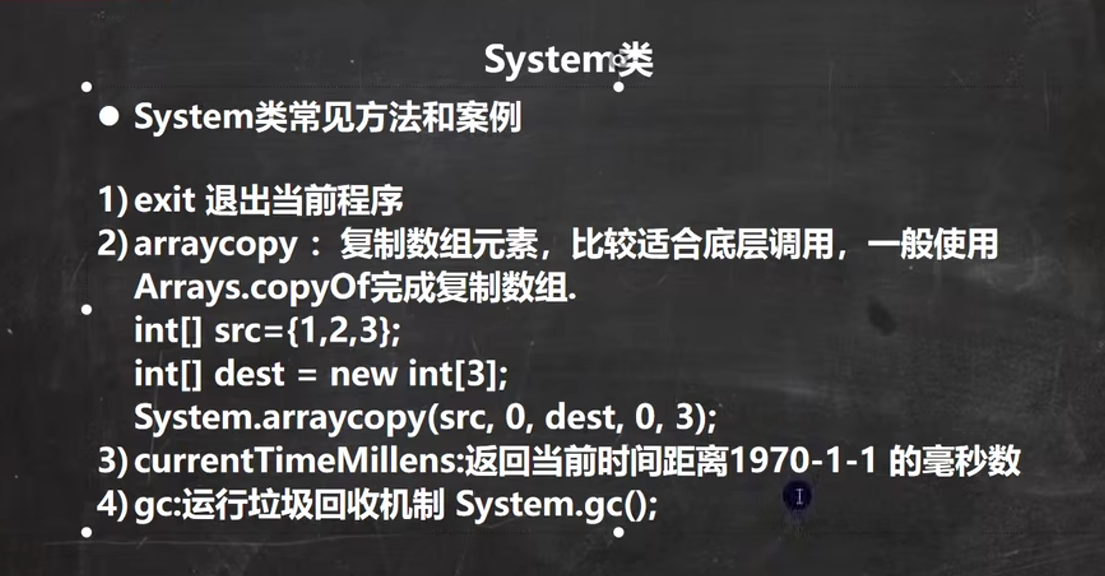 System类
● System类常见方法和案例
1) exit 退出当前程序
2) arraycopy ：复制数组元素，比较适合底层调用，一般使用
Arrays.copyOf完成复制数组.
int[] src={1,2,3};
int[] dest = new int[3];
System.arraycopy(src, 0, dest, 0, 3);
3) currentTimeMillens:返回当前时间距离1970-1-1 的毫秒数
4) gc:运行垃圾回收机制 System.gc();